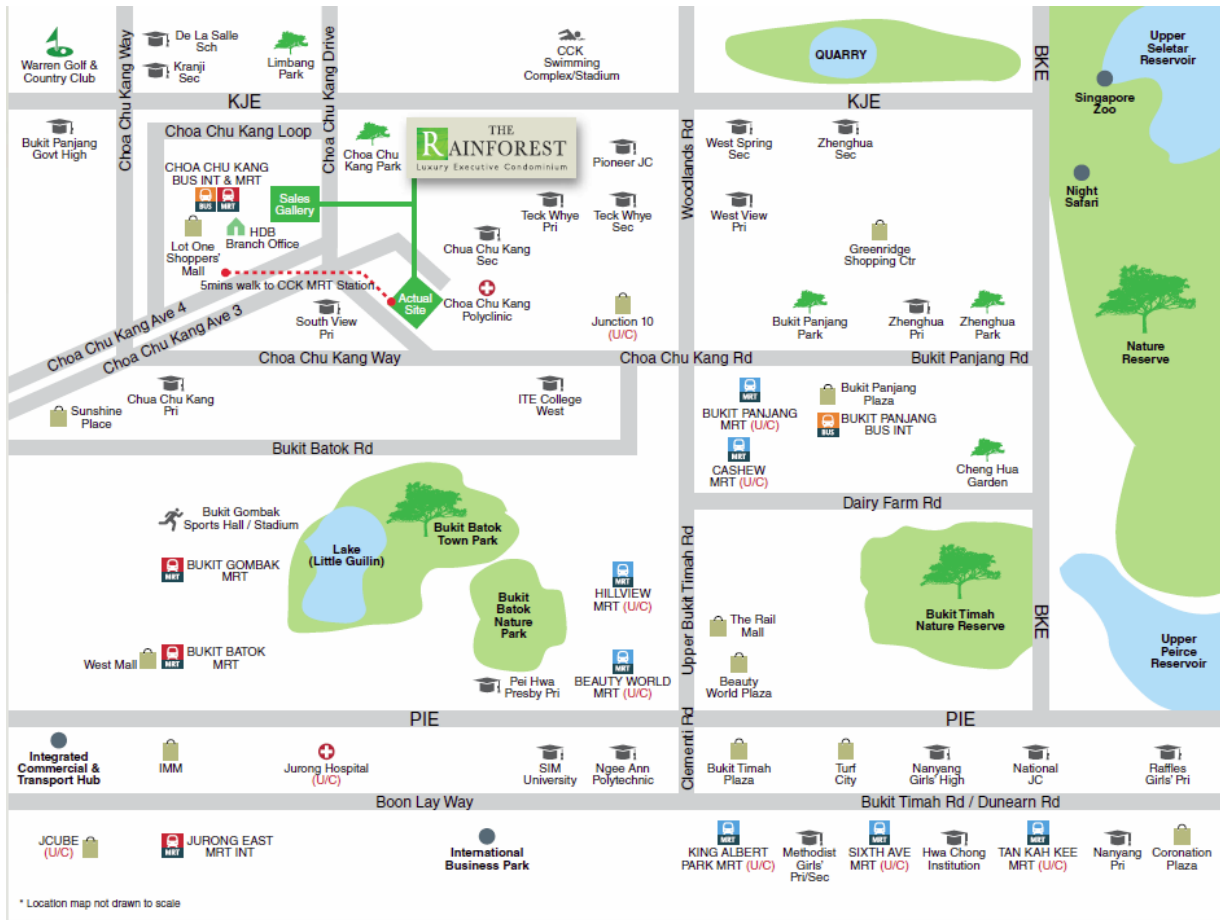 Warren Golf &
Country Club
Choa Chu Kang Way
De La Salle
Sch
Kranji
Sec
Limbang
Park
Choa Chu Kang Drive
CCK
Swimming
Complex/Stadium
QUARRY
BKE
Upper
Seletar
Reservoir
Singapore
Zoo
KJE
KJE
Bukit Panjang
Govt High
Choa Chu Kang Loop
Choa Chu
Kang Park
THE
RAINFOREST
Luxury Executive Condominium
Pioneer JC
Woodlands Rd
West Spring
Sec
Zhenghua
Sec
CHOA CHU KANG
BUS INT & MRT
BUS
MRT
Sales
Gallery
Night
Safari
Lot One
Shoppers'
Mall
HDB
Branch Office
Teck Whye
Pri
Teck Whye
Sec
West View
Pri
Chua Chu Kang
Sec
Greenridge
Shopping Ctr
5mins walk to CCK MRT Station
Actual
Site
Choa Chu Kang
Polyclinic
South View
Pri
Junction 10
(U/C)
Bukit Panjang
Park
Zhenghua
Pri
Zhenghua
Park
Nature
Reserve
Choa Chu Kang Ave 4
Choa Chu Kang Ave 3
Choa Chu Kang Way
Choa Chu Kang Rd
Bukit Panjang Rd
Sunshine
Place
Chua Chu Kang
Pri
ITE College
West
MRT
BUKIT PANJANG
MRT (U/C)
Bukit Panjang
Plaza
BUS
BUKIT PANJANG
BUS INT
MRT
CASHEW
MRT (U/C)
Cheng Hua
Garden
Bukit Batok Rd
Dairy Farm Rd
Bukit Gombak
Sports Hall / Stadium
Lake
(Little Guilin)
Bukit Batok
Town Park
MRT
BUKIT GOMBAK
MRT
Bukit
Batok
Nature
Park
MRT
HILLVIEW
MRT (U/C)
Upper Bukit Timah Rd
The Rail
Mall
Bukit Timah
Nature Reserve
BKE
Upper
Peirce
Reservoir
West Mall
MRT
BUKIT BATOK
MRT
Pei Hwa
Presby Pri
MRT
BEAUTY WORLD
MRT (U/C)
Beauty
World Plaza
PIE
PIE
Clementi Rd
Integrated
Commercial &
Transport Hub
IMM
Jurong Hospital
(U/C)
SIM
University
Ngee Ann
Polytechnic
Bukit Timah
Plaza
Turf
City
Nanyang
Girls' High
National
JC
Raffles
Girls' Pri
Boon Lay Way
Bukit Timah Rd / Dunearn Rd
JCUBE
(U/C)
MRT
JURONG EAST
MRT INT
International
Business Park
MRT
KING ALBERT
PARK MRT (U/C)
Methodist
Girls'
Pri/Sec
MRT
SIXTH AVE
MRT (U/C)
Hwa Chong
Institution
MRT
TAN KAH KEE
MRT (U/C)
Nanyang
Pri
Coronation
Plaza
* Location map not drawn to scale